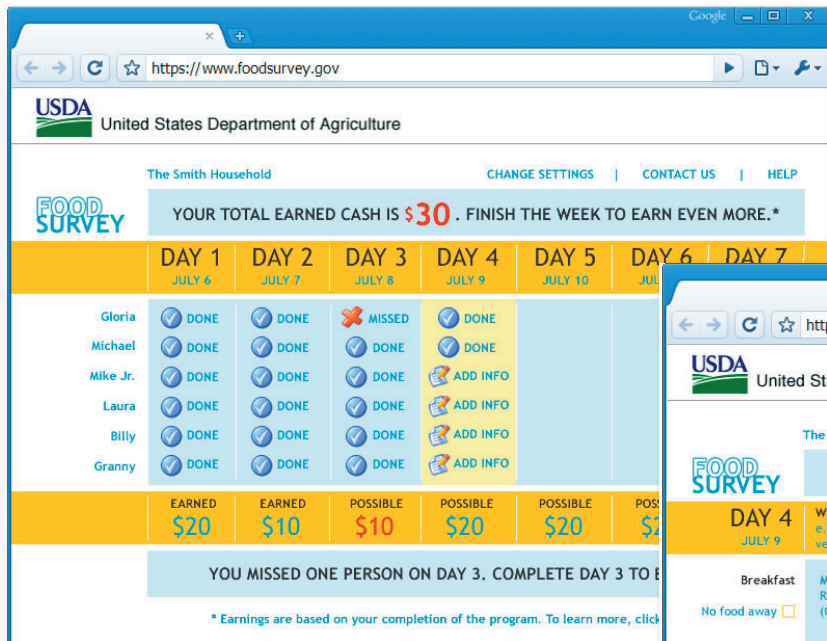 Google
https://www.foodsurvey.gov
USDA
United States Department of Agriculture
The Smith Household CHANGE SETTINGS | CONTACT US | HELP
FOOD
SURVEY
YOUR TOTAL EARNED CASH IS $30. FINISH THE WEEK TO EARN EVEN MORE.*
DAY 1 DAY 2 DAY 3 DAY 4 DAY 5 DAY 6 DAY 7
JULY 6 JULY 7 JULY 8 JULY 9 JULY 10
Gloria DONE DONE MISSED DONE
Michael DONE DONE DONE DONE
Mike Jr. DONE DONE DONE ADD INFO
Laura DONE DONE DONE ADD INFO
Billy DONE DONE DONE ADD INFO
Granny DONE DONE DONE ADD INFO
EARNED EARNED POSSIBLE POSSIBLE POSSIBLE
$20 $10 $10 $20 $20
YOU MISSED ONE PERSON ON DAY 3. COMPLETE DAY 3 TO
* Earnings are based on your completion of the program. To learn more, click
USDA
United
The
FOOD
SURVEY
DAY 4
JULY 9
Breakfast
No food away